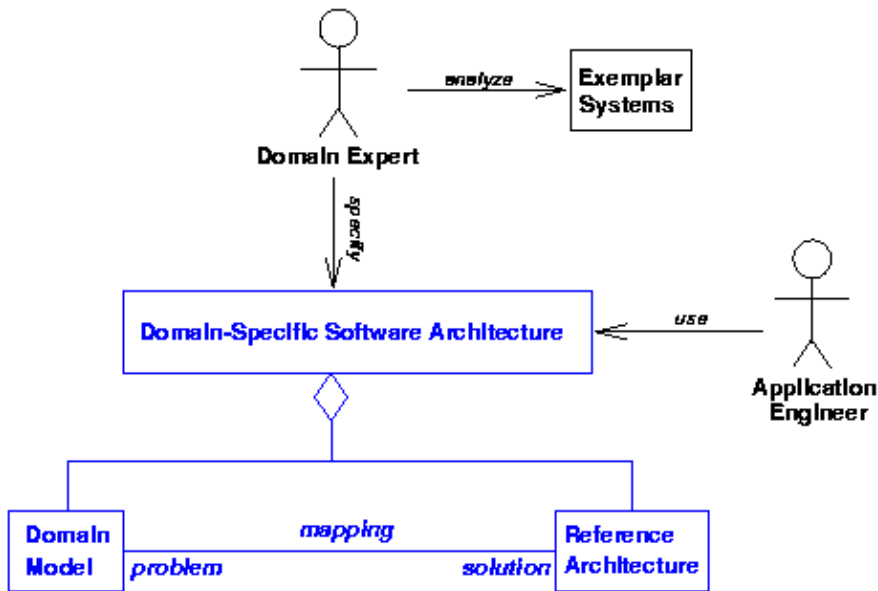 analyze
Exemplar
Systems
Domain Expert
specify
Domain-Specific Software Architecture
use
Application
Engineer
Domain
Model
mapping
problem
solution
Reference
Architecture